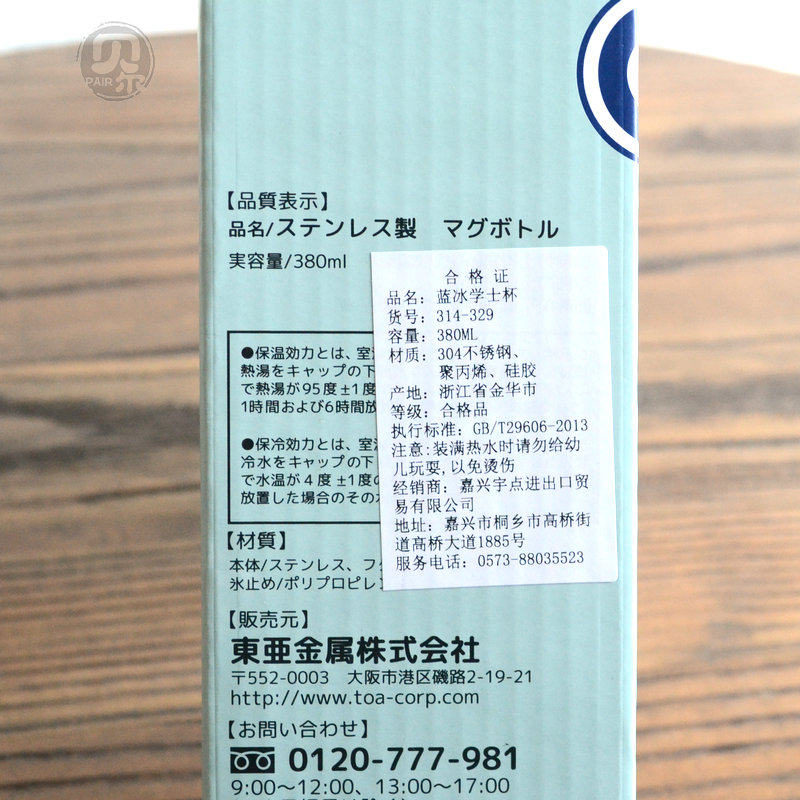 贝尔
PAIR
【品質表示】
品名/ステンレス製 マグボトル
実容量/380ml
●保温効力とは、室
熱湯をキャップの下
で熱湯が95度±1度
1時間および6時間放
●保冷効力とは、室温
冷水をキャップの下
で水温が4度±1度の
放置した場合のその水
【材質】
本体/ステンレス、フタ
氷止め/ポリプロピレン
【販売元】
東亜金属株式会社
〒552-0003 大阪市港区磯路2-19-21
http://www.toa-corp.com
【お問い合わせ】
0120-777-981
9:00〜12:00、13:00〜17:00
合格证
品名：蓝冰学士杯
货号：314-329
容量：380ML
材质：304不锈钢、
聚丙烯、硅胶
产地：浙江省金华市
等级：合格品
执行标准：GB/T29606-2013
注意:装满热水时请勿给幼
儿玩耍,以免烫伤
经销商：嘉兴宇点进出口贸
易有限公司
地址：嘉兴市桐乡市高桥街
道高桥大道1885号
服务电话：0573-88035523